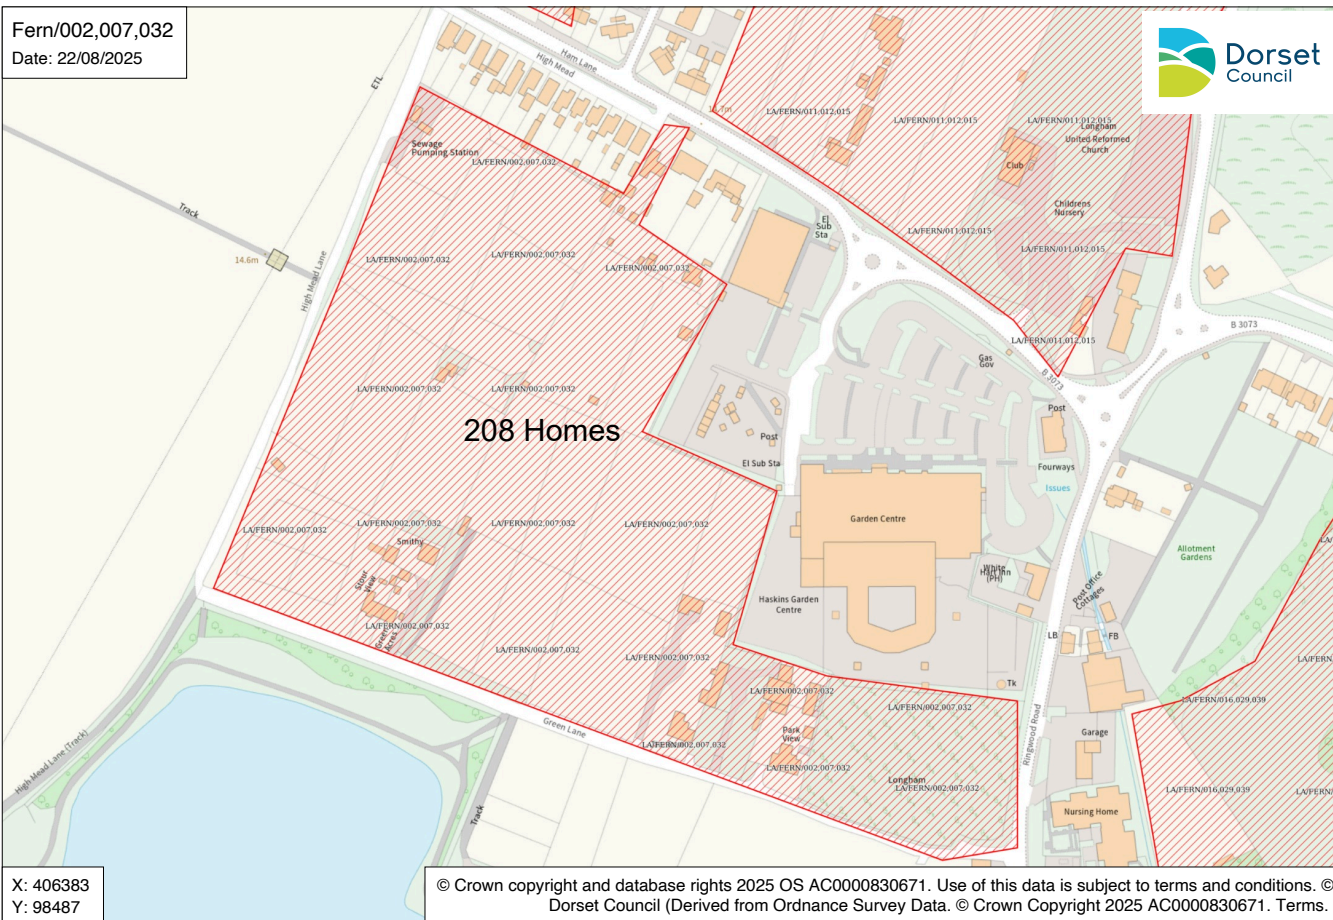 Fern/002,007,032
Date: 22/08/2025
Dorset
Council
ETL
Ham Lane
High Mead
LA/FERN/011,012,015
LA/FERN/011,012,015
LA/FERN/011,012,015
Longham
United Reformed
Church
Club
Sewage
Pumping Station
LA/FERN/002,007,032
Childrens
Nursery
Track
El
Sub
Sta
LA/FERN/011,012,015
LA/FERN/011,012,015
14.6m
High Mead Lane
LA/FERN/002,007,032
LA/FERN/002,007,032
LA/FERN/002,007,032
B 3073
LA/FERN/011,012,015
Gas
Gov
B 3073
LA/FERN/002,007,032
LA/FERN/002,007,032
208 Homes
Post
Post
El Sub Sta
Fourways
Issues
Garden Centre
LA/FERN/002,007,032
LA/FERN/002,007,032
LA/FERN/002,007,032
LA/FERN/002,007,032
Smithy
Stour
View
Allotment
Gardens
White
Hart Inn
(PH)
Post Office
Cottages
Haskins Garden
Centre
LA/FERN/002,007,032
Green
Acres
LB
FB
LA/FERN/002,007,032
LA/FERN/002,007,032
LA/FERN
Tk
LA/FERN/002,007,032
LA/FERN/002,007,032
LA/FERN/016,029,039
Green Lane
Ringwood Road
Park
View
Garage
LA/FERN/002,007,032
LA/FERN/002,007,032
High Mead Lane (Track)
Longham
LA/FERN/002,007,032
LA/FERN/016,029,039
LA/FERN/
Track
Nursing Home
X: 406383
Y: 98487
© Crown copyright and database rights 2025 OS AC0000830671. Use of this data is subject to terms and conditions. ©
Dorset Council (Derived from Ordnance Survey Data. © Crown Copyright 2025 AC0000830671. Terms.